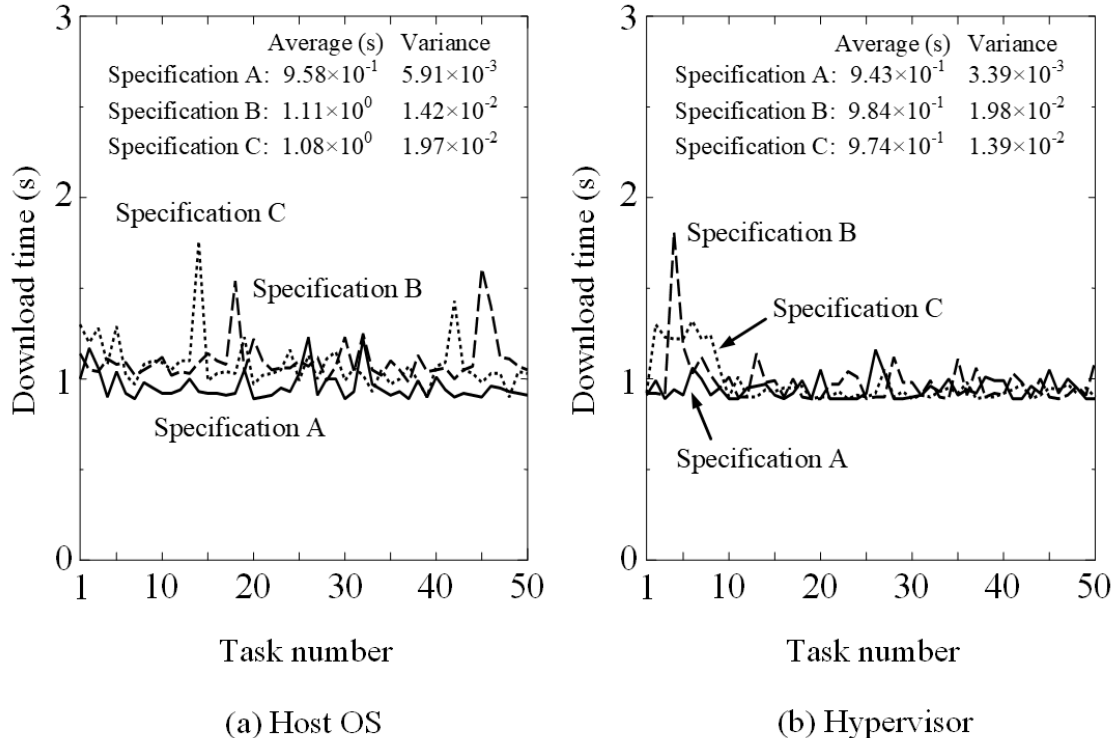 3
Average (s) Variance
Specification A: 9.58×10⁻¹ 5.91×10⁻³
Specification B: 1.11×10⁰ 1.42×10⁻²
Specification C: 1.08×10⁰ 1.97×10⁻²
2
Specification C
Specification B
1
Specification A
0
1 10 20 30 40 50
Download time (s)
Task number
(a) Host OS
3
Average (s) Variance
Specification A: 9.43×10⁻¹ 3.39×10⁻³
Specification B: 9.84×10⁻¹ 1.98×10⁻²
Specification C: 9.74×10⁻¹ 1.39×10⁻²
2
Specification B
Specification C
1
Specification A
0
1 10 20 30 40 50
Download time (s)
Task number
(b) Hypervisor